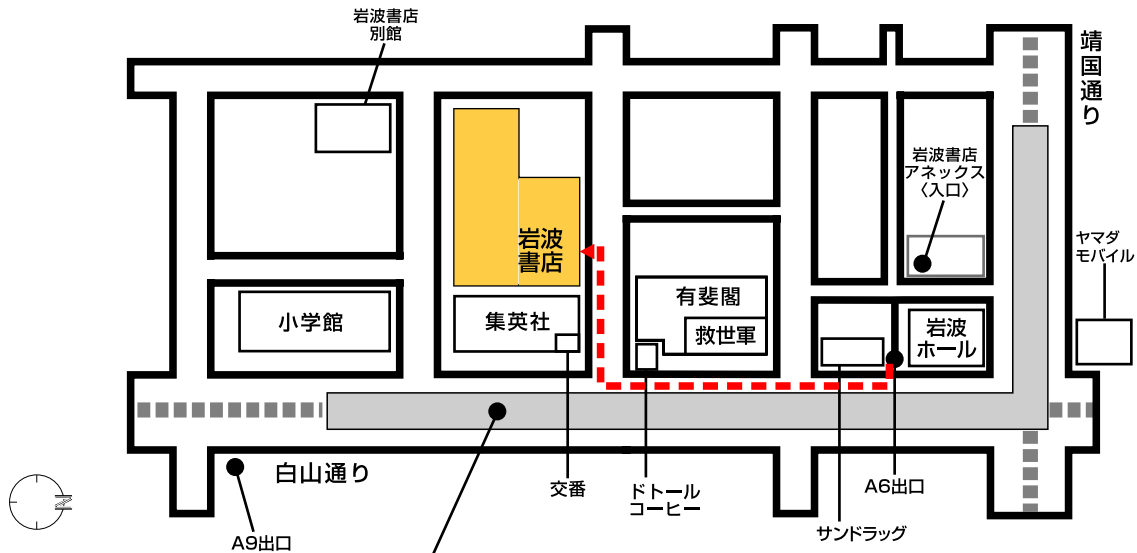 岩波書店
別館
靖国通り
岩波書店
アネックス
〈入口〉
ヤマダ
モバイル
岩波
書店
有斐閣
救世軍
岩波
ホール
小学館
集英社
白山通り
交番
ドトール
コーヒー
A6出口
サンドラッグ
A9出口
N